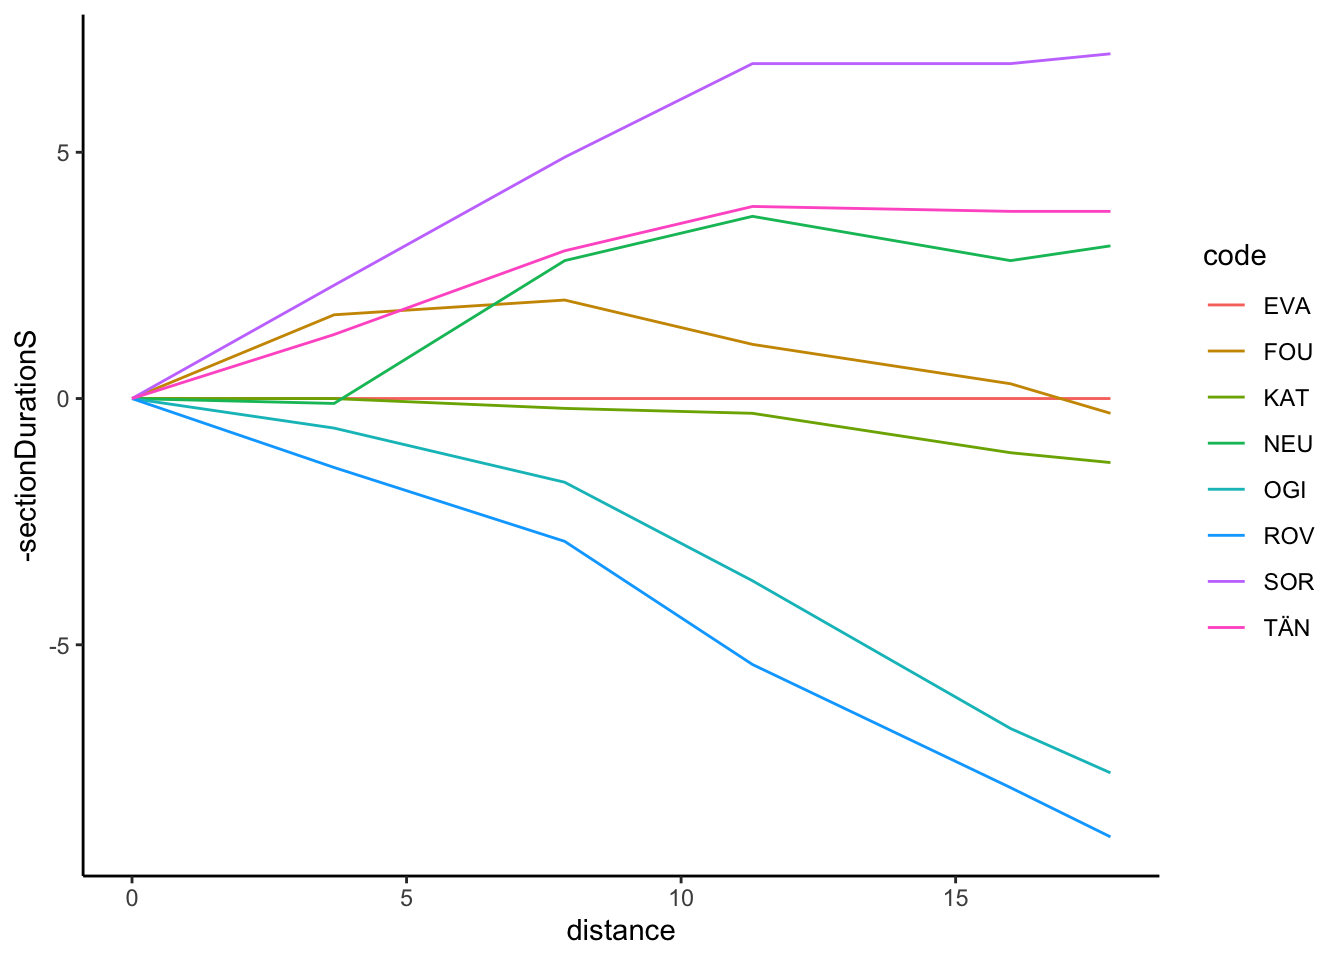 -sectionDurationS
5
0
-5
0
5
10
15
distance
code
EVA
FOU
KAT
NEU
OGI
ROV
SOR
TÄN